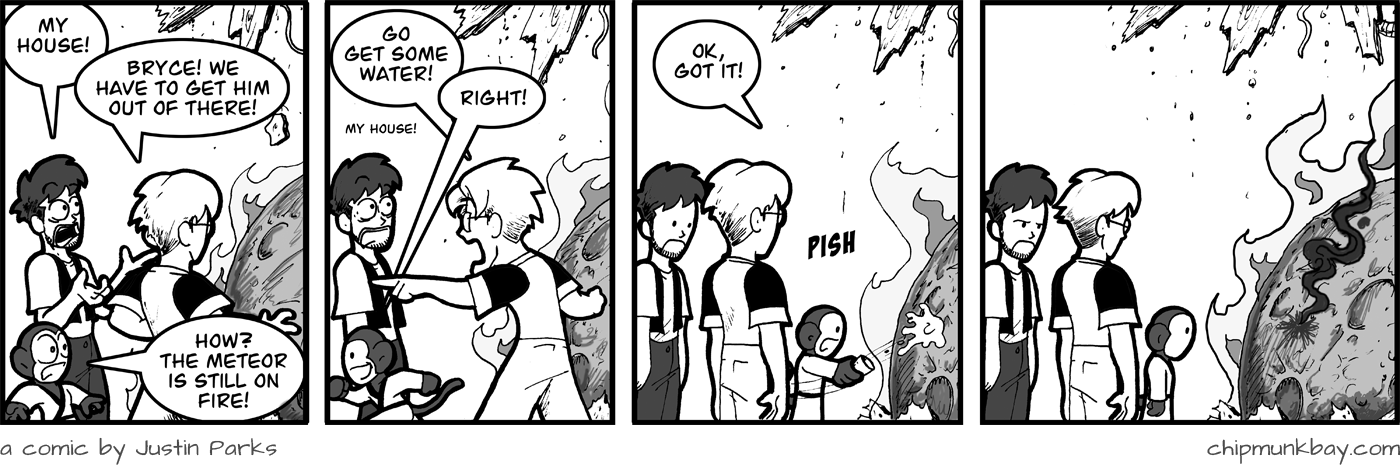 MY
HOUSE!
BRYCE! WE
HAVE TO GET HIM
OUT OF THERE!
HOW?
THE METEOR
IS STILL ON
FIRE!
GO
GET SOME
WATER!
RIGHT!
MY HOUSE!
OK,
GOT IT!
PISH
a comic by Justin Parks
chipmunkbay.com